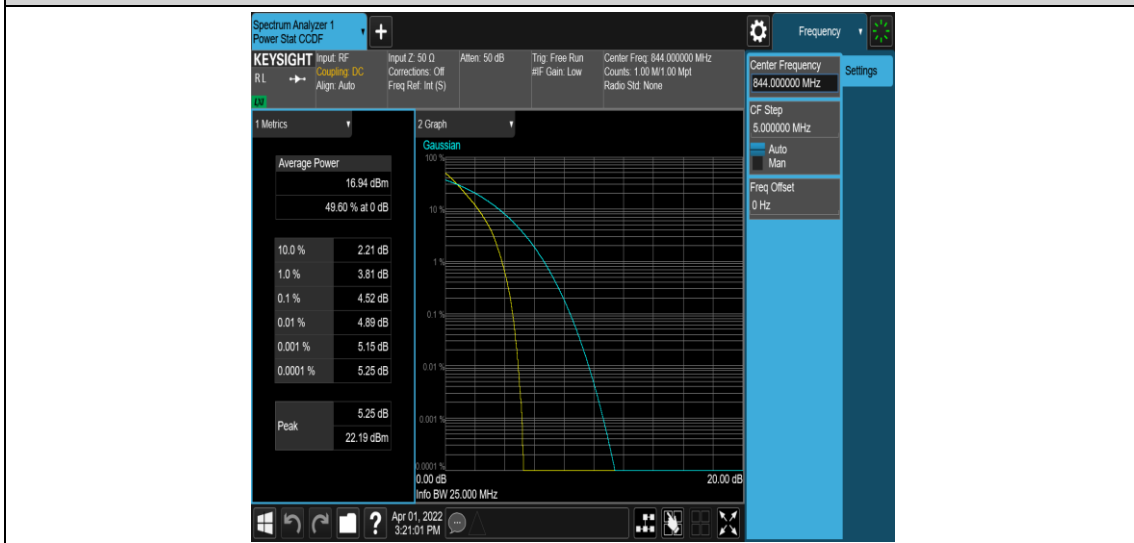 Spectrum Analyzer 1
Power Stat CCDF
+
Frequency
KEYSIGHT
RL
Input: RF
Coupling: DC
Align: Auto
Input Z: 50 Ω
Corrections: Off
Freq Ref: Int (S)
Atten: 50 dB
Trig: Free Run
#IF Gain: Low
Center Freq: 844.000000 MHz
Counts: 1.00 M/1.00 Mpt
Radio Std: None
Center Frequency
844.000000 MHz
Settings
CF Step
5.000000 MHz
Auto
Man
Freq Offset
0 Hz
1 Metrics
Average Power
16.94 dBm
49.60 % at 0 dB
10.0 % 2.21 dB
1.0 % 3.81 dB
0.1 % 4.52 dB
0.01 % 4.89 dB
0.001 % 5.15 dB
0.0001 % 5.25 dB
Peak
5.25 dB
22.19 dBm
2 Graph
Gaussian
100 %
10 %
1 %
0.1 %
0.01 %
0.001 %
0.0001 %
0.00 dB 20.00 dB
Info BW 25.000 MHz
?
Apr 01, 2022
3:21:01 PM